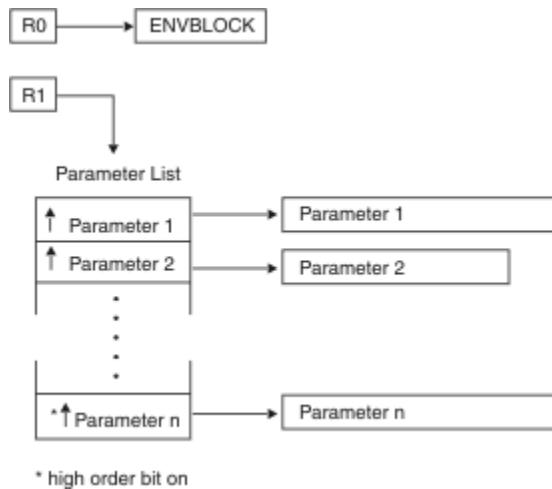 R0
ENVBLOCK
R1
Parameter List
↑ Parameter 1
Parameter 1
↑ Parameter 2
Parameter 2
*↑ Parameter n
Parameter n
* high order bit on